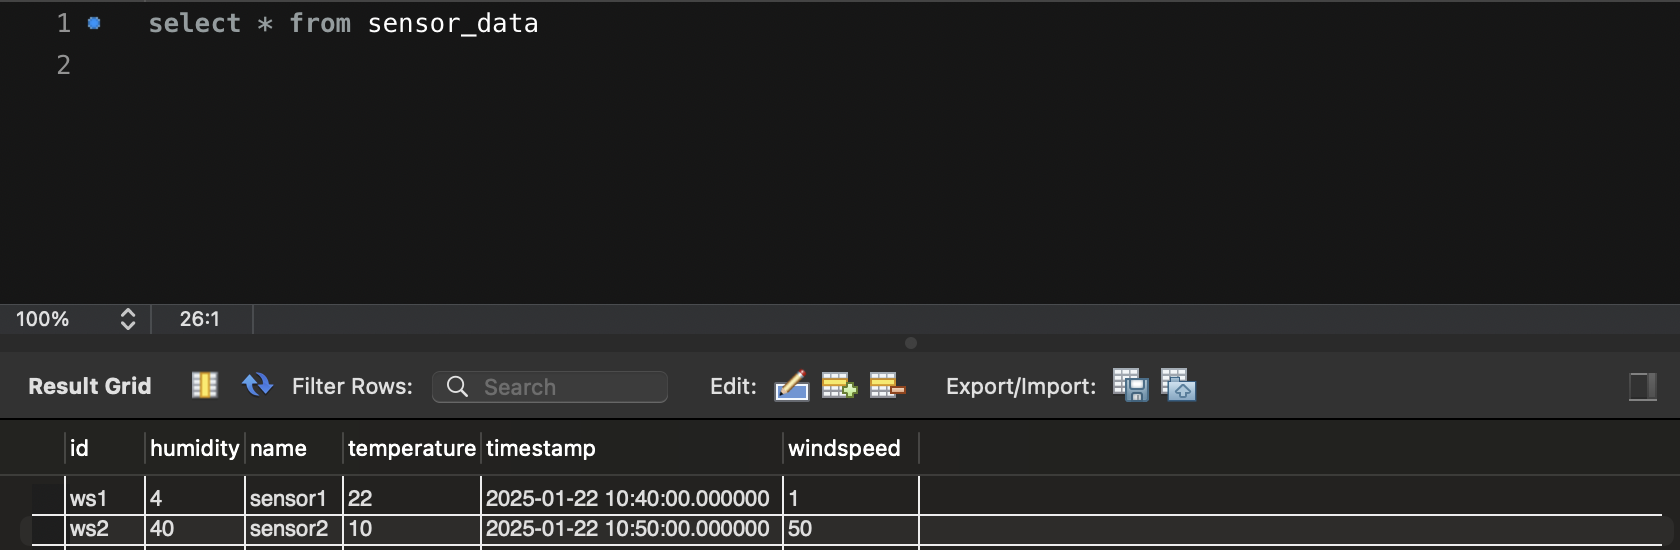 1 select * from sensor_data
2
100% 26:1
Result Grid Filter Rows: Search Edit: Export/Import:
id humidity name temperature timestamp windspeed
ws1 4 sensor1 22 2025-01-22 10:40:00.000000 1
ws2 40 sensor2 10 2025-01-22 10:50:00.000000 50